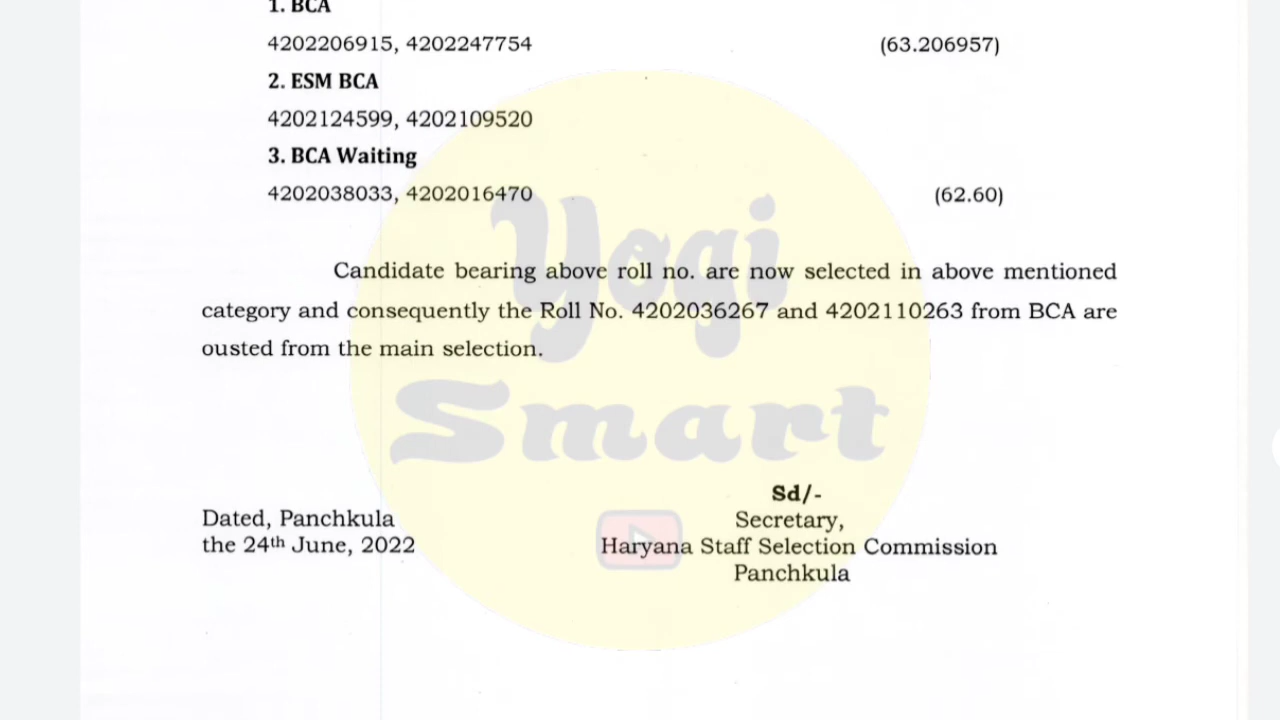 1. BCA
4202206915, 4202247754 (63.206957)
2. ESM BCA
4202124599, 4202109520
3. BCA Waiting
4202038033, 4202016470 (62.60)
Candidate bearing above roll no. are now selected in above mentioned
category and consequently the Roll No. 4202036267 and 4202110263 from BCA are
ousted from the main selection.
Yogi
Smart
Sd/-
Dated, Panchkula Secretary,
the 24th June, 2022 Haryana Staff Selection Commission
Panchkula